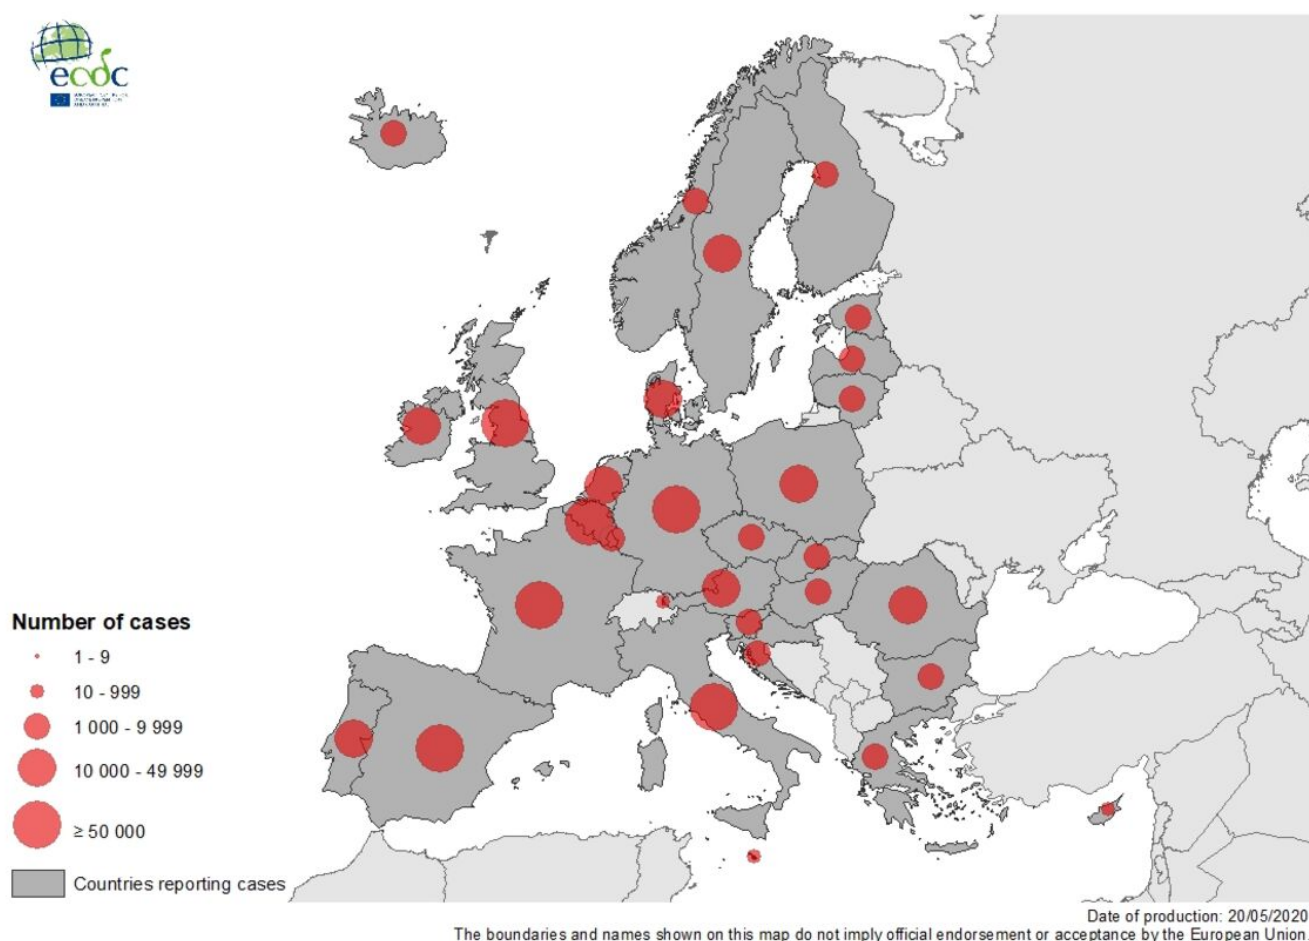 ecdc
Number of cases
1 - 9
10 - 999
1 000 - 9 999
10 000 - 49 999
≥ 50 000
Countries reporting cases
Date of production: 20/05/2020
The boundaries and names shown on this map do not imply official endorsement or acceptance by the European Union.